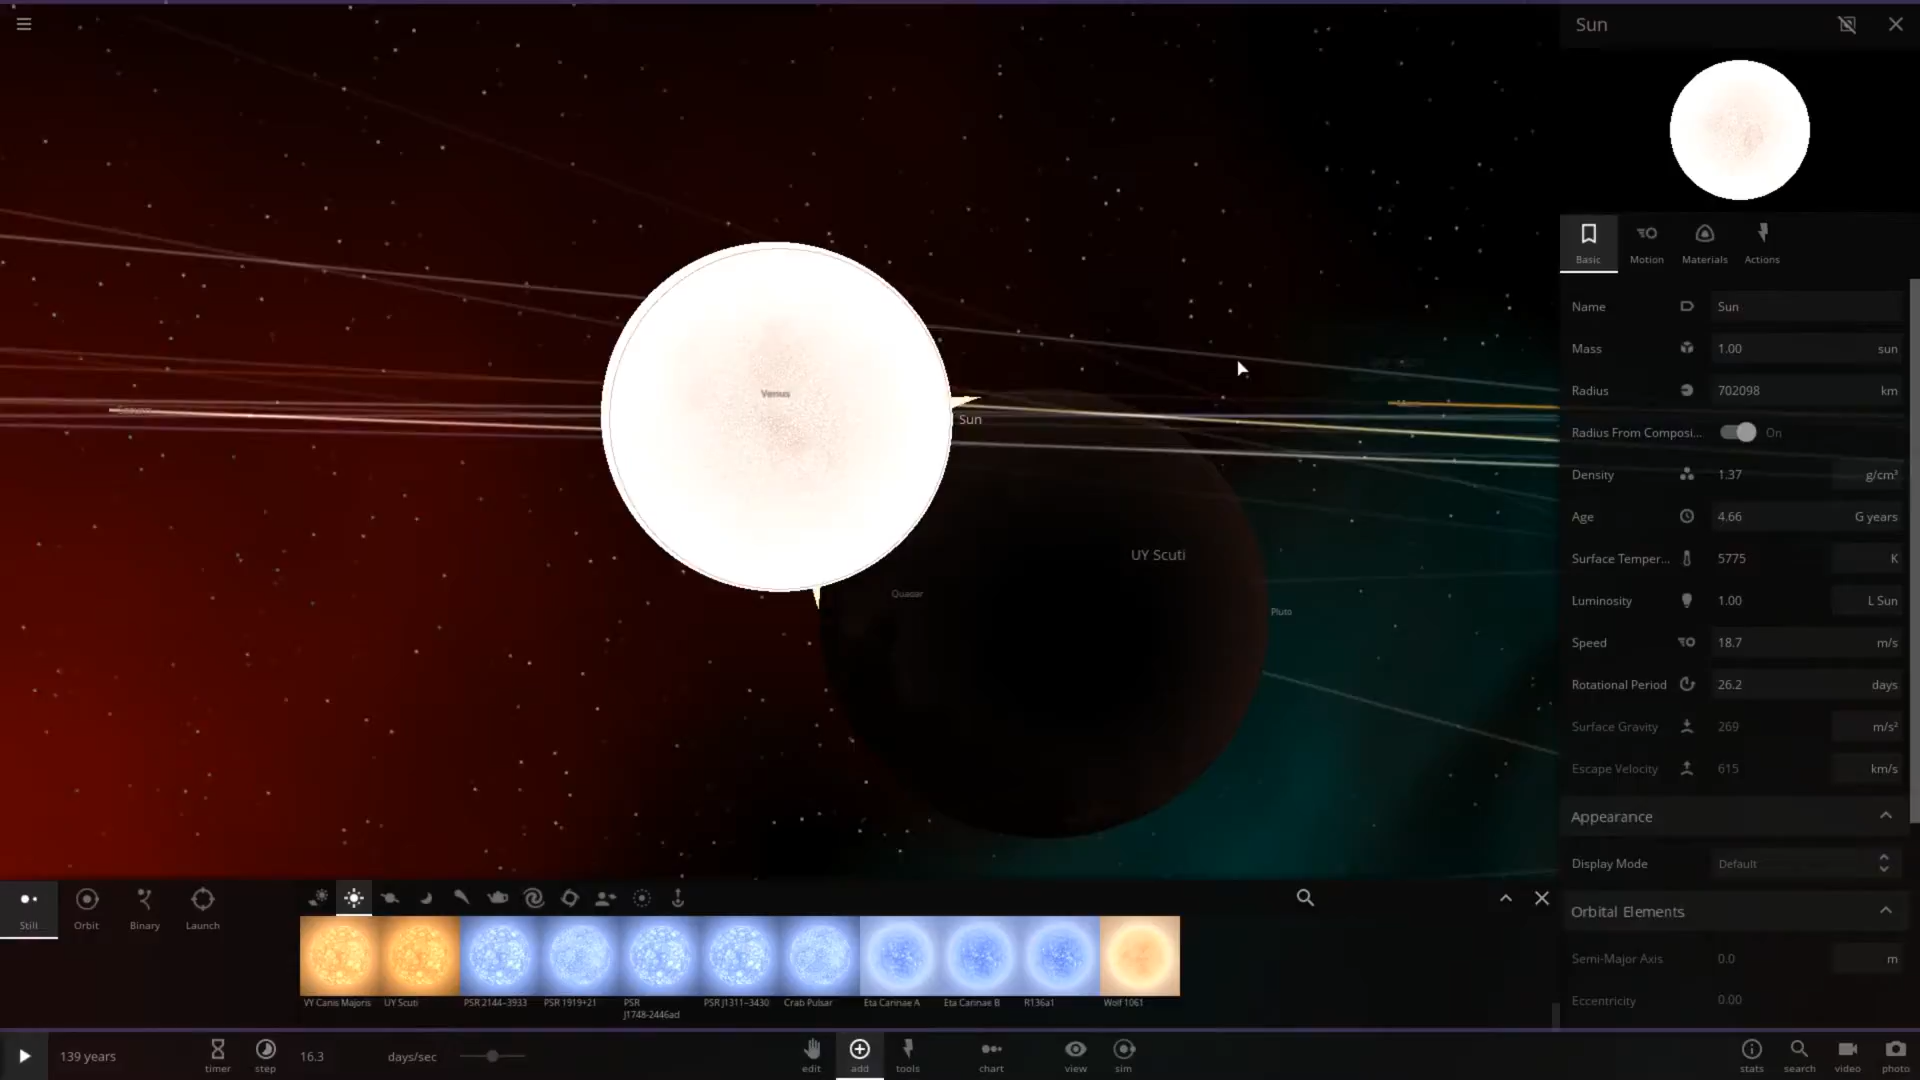 Sun
Basic
Motion
Materials
Actions
Name
Sun
Mass
1.00
sun
Radius
702098
km
Radius From Composi...
On
Density
1.37
g/cm³
Age
4.66
G years
Surface Temper...
5775
K
Luminosity
1.00
L Sun
Speed
18.7
m/s
Rotational Period
26.2
days
Surface Gravity
269
m/s²
Escape Velocity
615
km/s
Appearance
Display Mode
Default
Orbital Elements
Semi-Major Axis
0.0
m
Eccentricity
0.00
Venus
Sun
UY Scuti
Quaoar
Pluto
Still
Orbit
Binary
Launch
VY Canis Majoris
UY Scuti
PSR 2144-3933
PSR 1919+21
PSR
J1748-2446ad
PSR J1311-3430
Crab Pulsar
Eta Carinae A
Eta Carinae B
R136a1
Wolf 1061
139 years
timer
step
16.3
days/sec
edit
add
tools
chart
view
sim
stats
search
video
photo